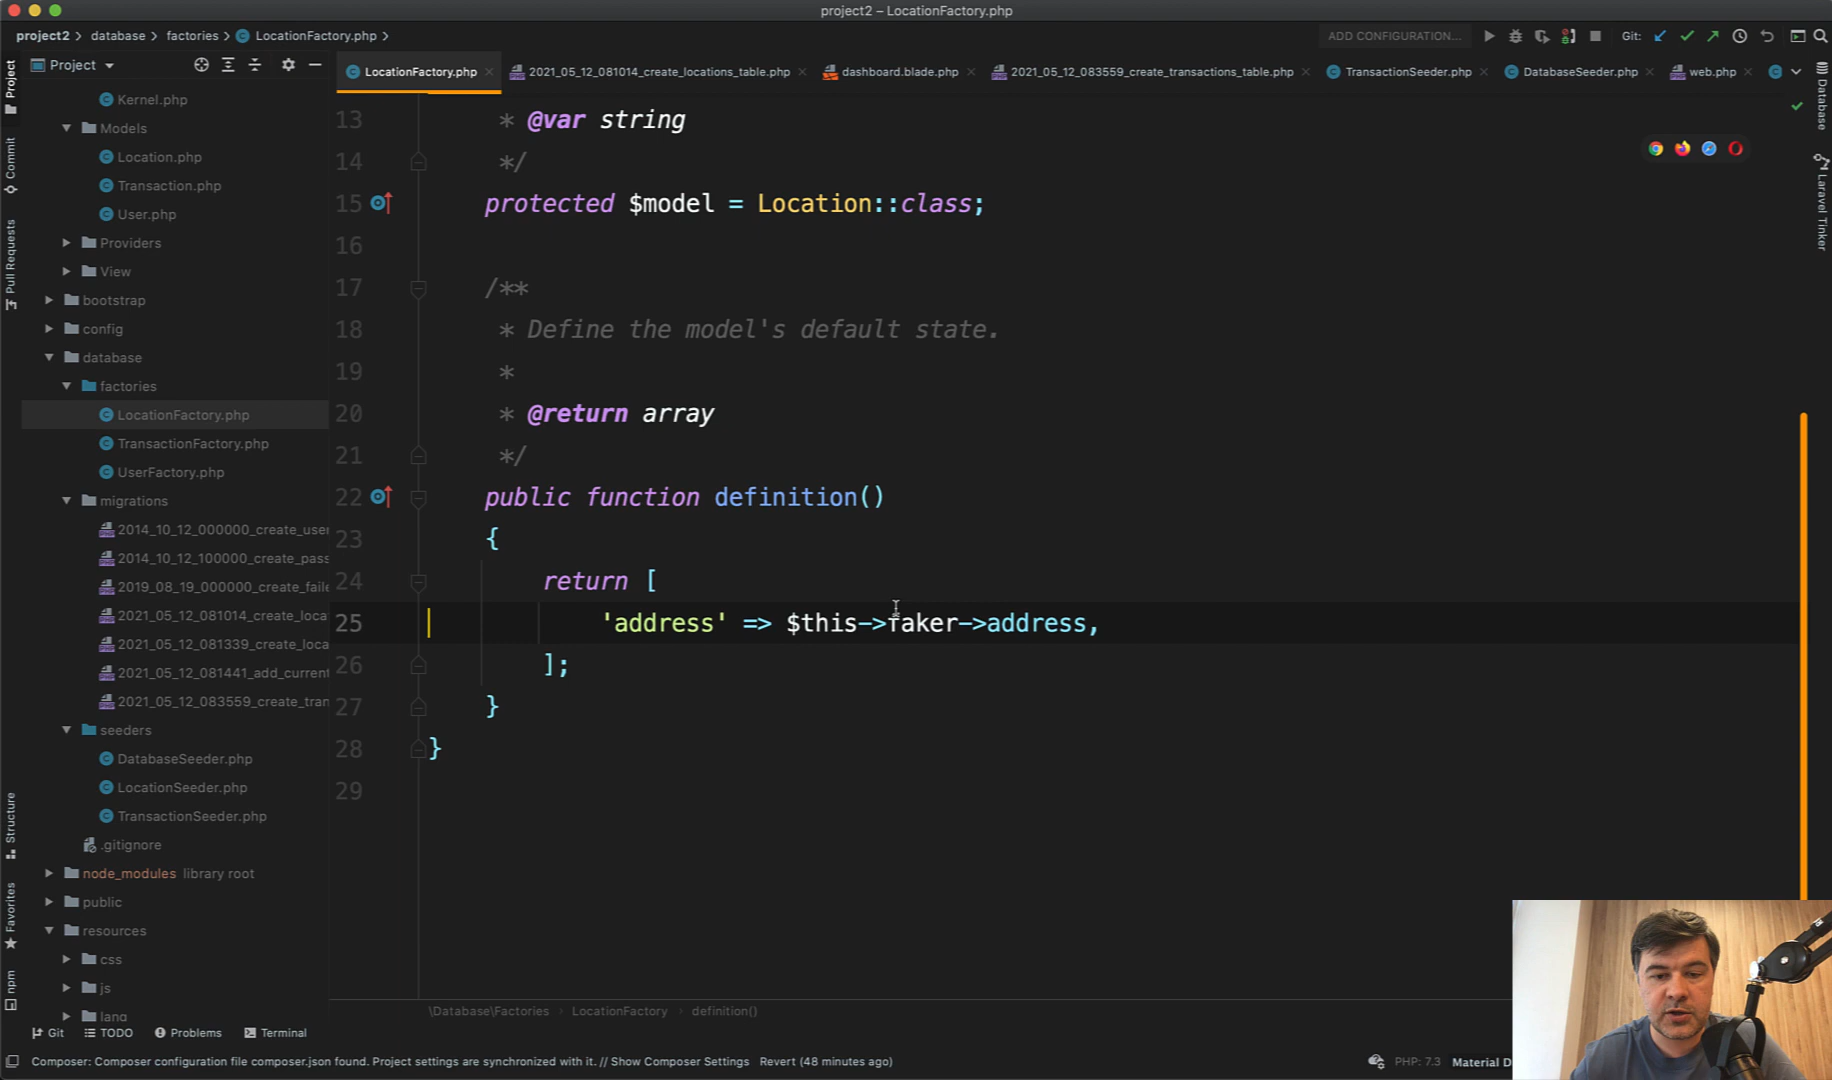 project2 – LocationFactory.php
project2 > database > factories > LocationFactory.php >
ADD CONFIGURATION...
Git:
Project
LocationFactory.php
2021_05_12_081014_create_locations_table.php
dashboard.blade.php
2021_05_12_083559_create_transactions_table.php
TransactionSeeder.php
DatabaseSeeder.php
web.php
Project
Commit
Pull Requests
Structure
Favorites
npm
Database
Laravel Tinker
Kernel.php
Models
Location.php
Transaction.php
User.php
Providers
View
bootstrap
config
database
factories
LocationFactory.php
TransactionFactory.php
UserFactory.php
migrations
2014_10_12_000000_create_user
2014_10_12_100000_create_pass
2019_08_19_000000_create_faile
2021_05_12_081014_create_loca
2021_05_12_081339_create_loca
2021_05_12_081441_add_current
2021_05_12_083559_create_tran
seeders
DatabaseSeeder.php
LocationSeeder.php
TransactionSeeder.php
.gitignore
node_modules library root
public
resources
css
js
lang
13 * @var string
14 */
15 protected $model = Location::class;
16
17 /**
18 * Define the model's default state.
19 *
20 * @return array
21 */
22 public function definition()
23 {
24 return [
25 'address' => $this->faker->address,
26 ];
27 }
28 }
29
\Database\Factories > LocationFactory > definition()
Git TODO Problems Terminal
Composer: Composer configuration file composer.json found. Project settings are synchronized with it. // Show Composer Settings Revert (48 minutes ago)
PHP: 7.3 Material D